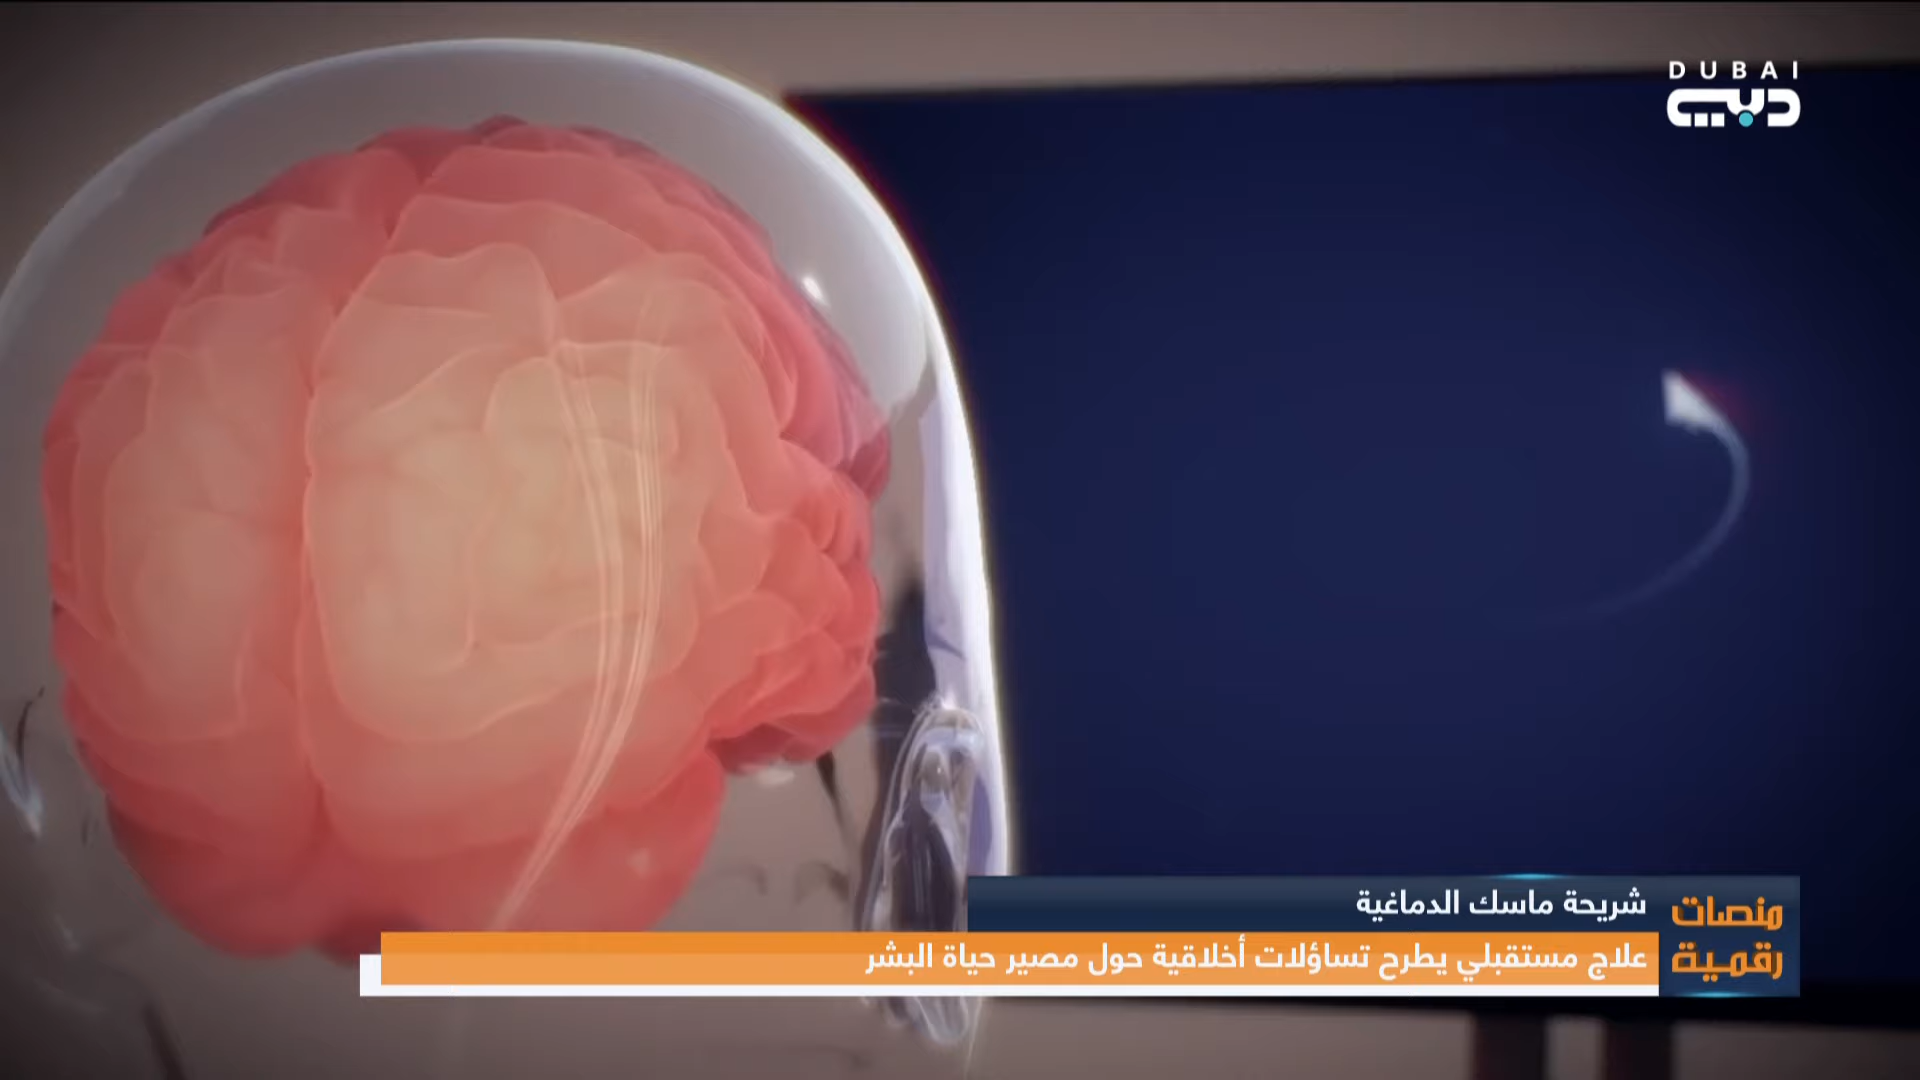 DUBAI
دبي
شريحة ماسك الدماغية
علاج مستقبلي يطرح تساؤلات أخلاقية حول مصير حياة البشر
منصات
رقمية